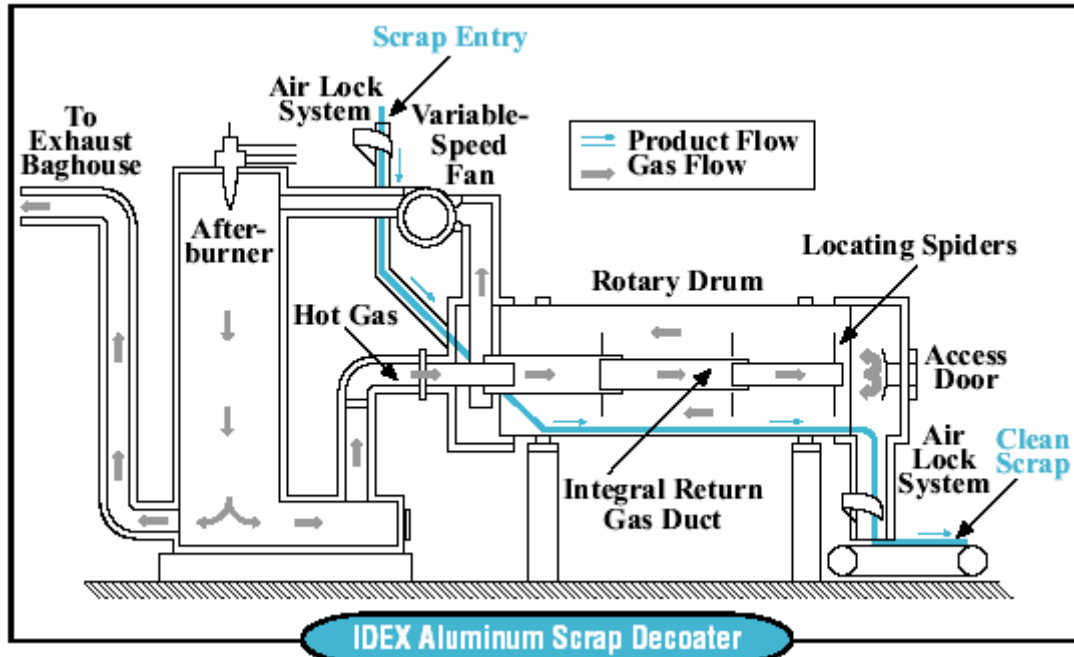 Scrap Entry
Air Lock
System
Variable-
Speed
Fan
To
Exhaust
Baghouse
Product Flow
Gas Flow
After-
burner
Locating Spiders
Rotary Drum
Hot Gas
Access
Door
Air
Lock
System
Clean
Scrap
Integral Return
Gas Duct
IDEX Aluminum Scrap Decoater